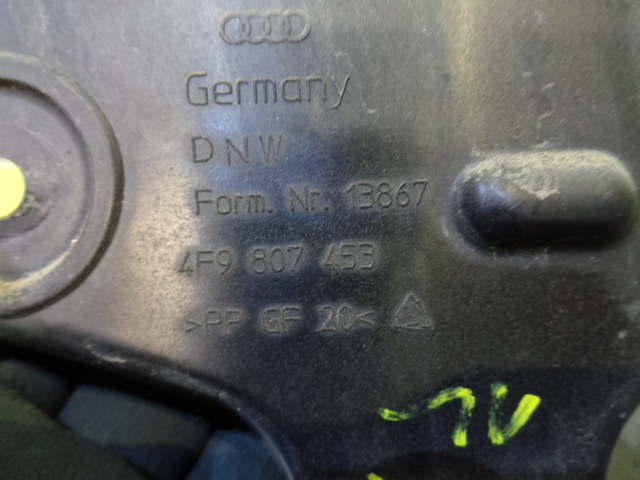 Germany
DNW
Form. Nr. 13867
4F9 807 453
>PP GF 20<